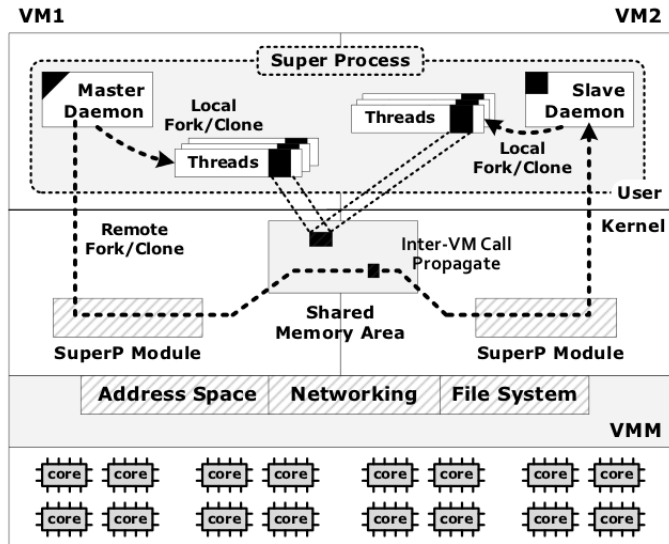 VM1
VM2
Super Process
Master
Daemon
Local
Fork/Clone
Threads
Threads
Slave
Daemon
Local
Fork/Clone
User
Kernel
Remote
Fork/Clone
Inter-VM Call
Propagate
Shared
Memory Area
SuperP Module
SuperP Module
Address Space
Networking
File System
VMM
core core core core core core core core
core core core core core core core core